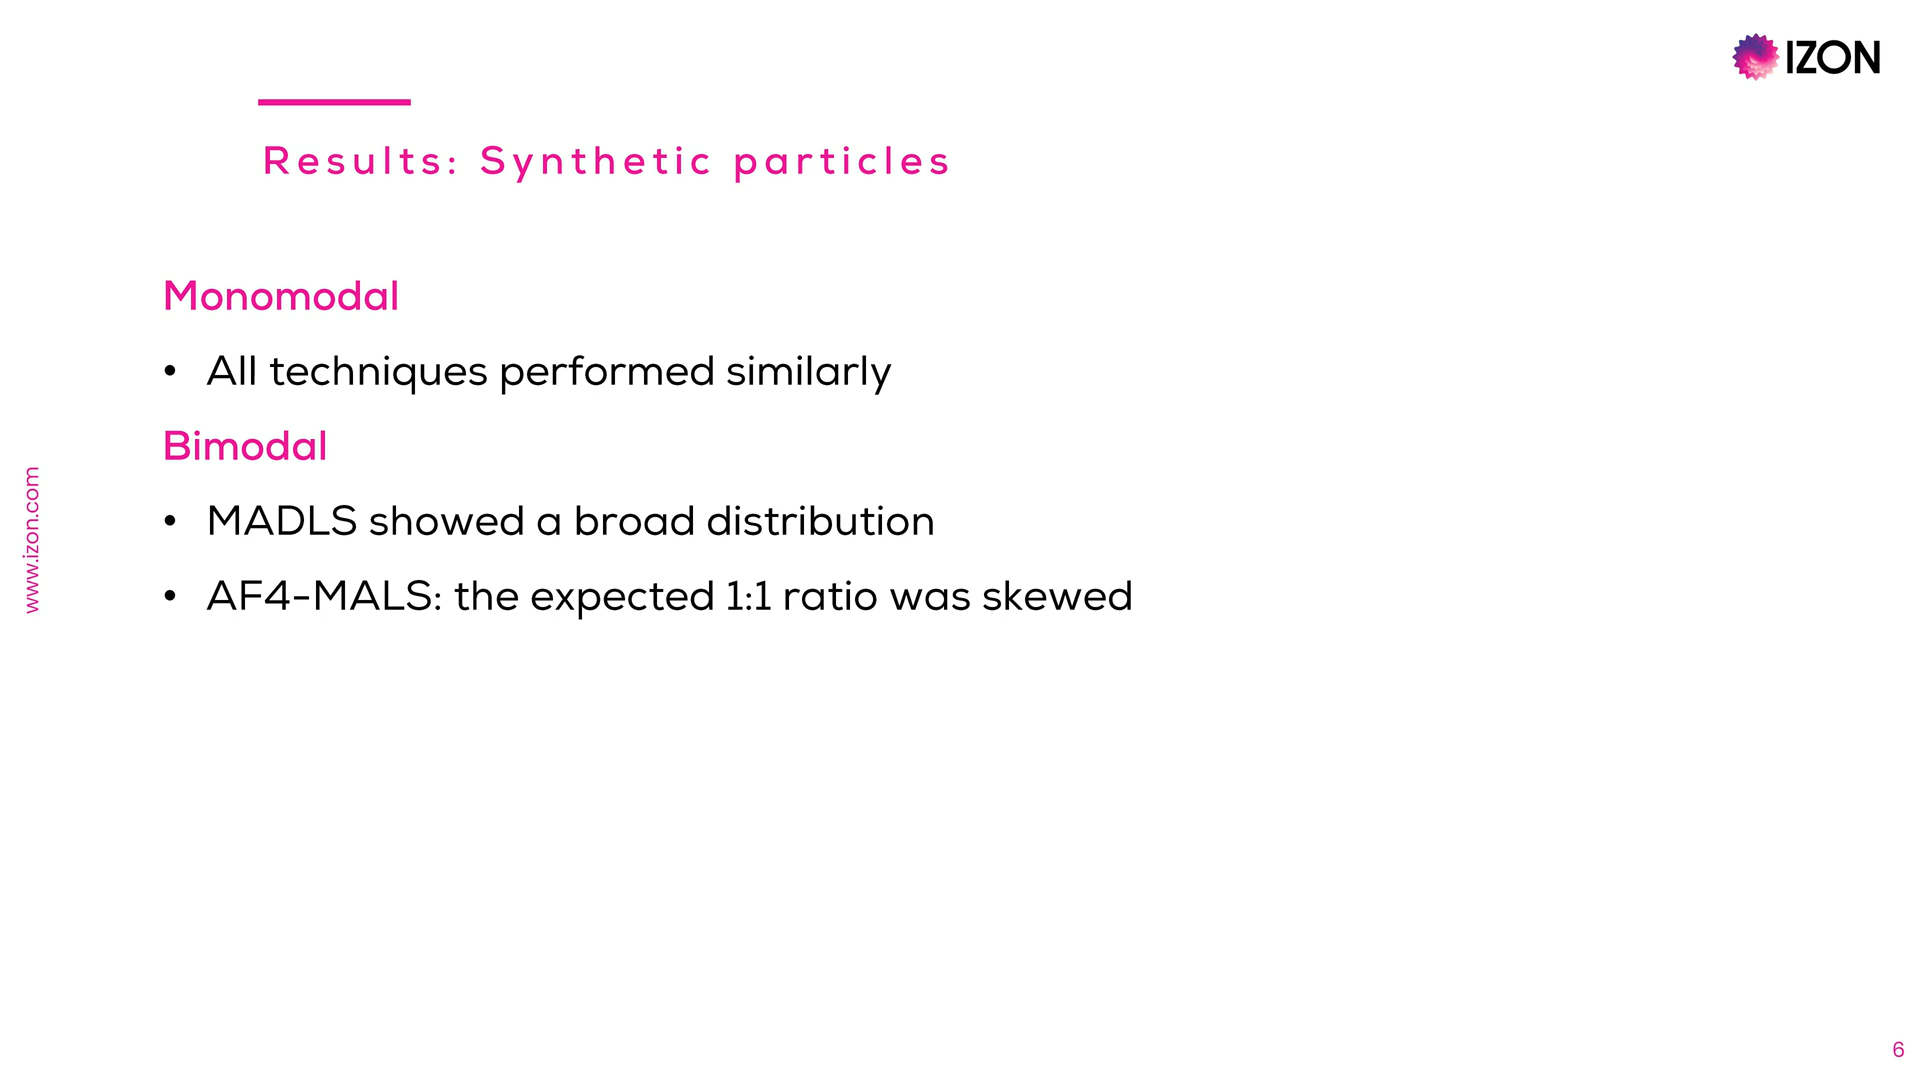 IZON
Results: Synthetic particles
Monomodal
• All techniques performed similarly
Bimodal
• MADLS showed a broad distribution
• AF4-MALS: the expected 1:1 ratio was skewed
www.izon.com
6